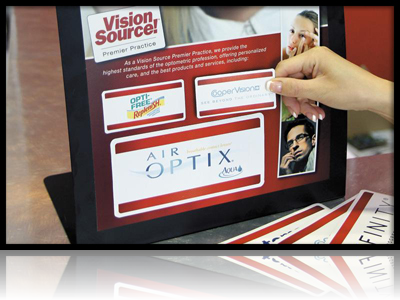 Vision
Source!
Premier Practice
As a Vision Source Premier Practice, we provide the
highest standards of the optometric profession, offering personalized
care, and the best products and services, including:
OPTI-
FREE
RepleniSH
CooperVision
AIR
OPTIX
AQUA
FINITY